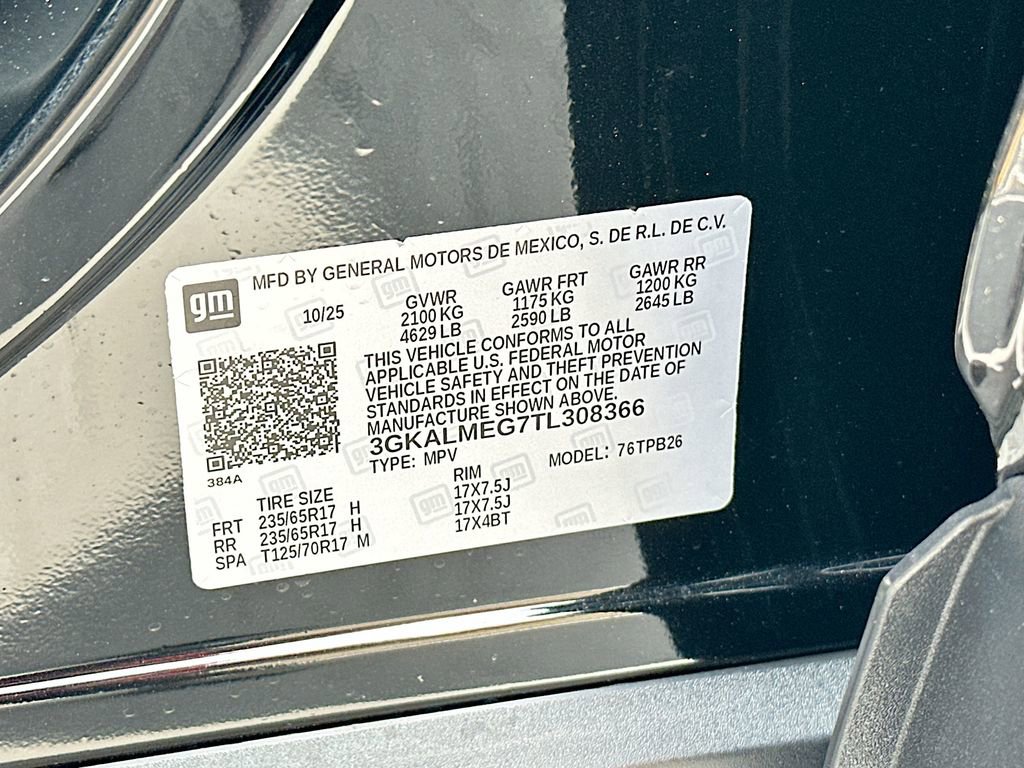 MFD BY GENERAL MOTORS DE MEXICO, S. DE R.L. DE C.V.
gm
10/25
GVWR GAWR FRT GAWR RR
2100 KG 1175 KG 1200 KG
4629 LB 2590 LB 2645 LB
THIS VEHICLE CONFORMS TO ALL
APPLICABLE U.S. FEDERAL MOTOR
VEHICLE SAFETY AND THEFT PREVENTION
STANDARDS IN EFFECT ON THE DATE OF
MANUFACTURE SHOWN ABOVE.
3GKALMEG7TL308366
TYPE: MPV MODEL: 76TPB26
384A
TIRE SIZE RIM
FRT 235/65R17 H 17X7.5J
RR 235/65R17 H 17X7.5J
SPA T125/70R17 M 17X4BT